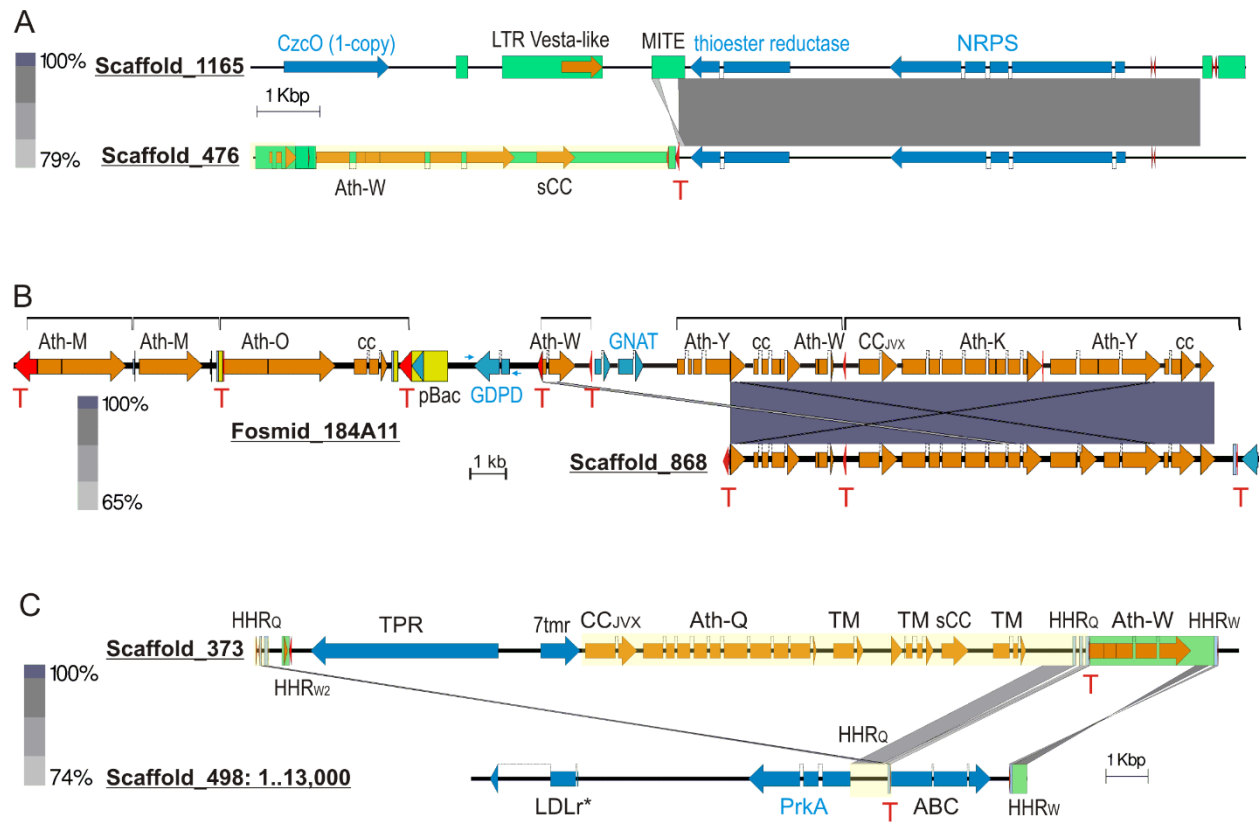 A
100%
79%
CzcO (1-copy)
LTR Vesta-like
MITE
thioester reductase
NRPS
Scaffold_1165
1 Kbp
Scaffold_476
Ath-W
sCC
T
B
Ath-M
Ath-M
Ath-O
cc
Ath-W
GNAT
Ath-Y
cc
Ath-W
CCJVX
Ath-K
Ath-Y
cc
T
T
T
pBac
GDPD
T
T
T
100%
65%
Fosmid_184A11
1 kb
Scaffold_868
T
T
T
C
100%
74%
HHRQ
TPR
7tmr
CCJVX
Ath-Q
TM
TM
sCC
TM
HHRQ
Ath-W
HHRW
Scaffold_373
HHRW2
T
HHRQ
1 Kbp
Scaffold_498: 1..13,000
LDLr*
PrkA
T
ABC
HHRW